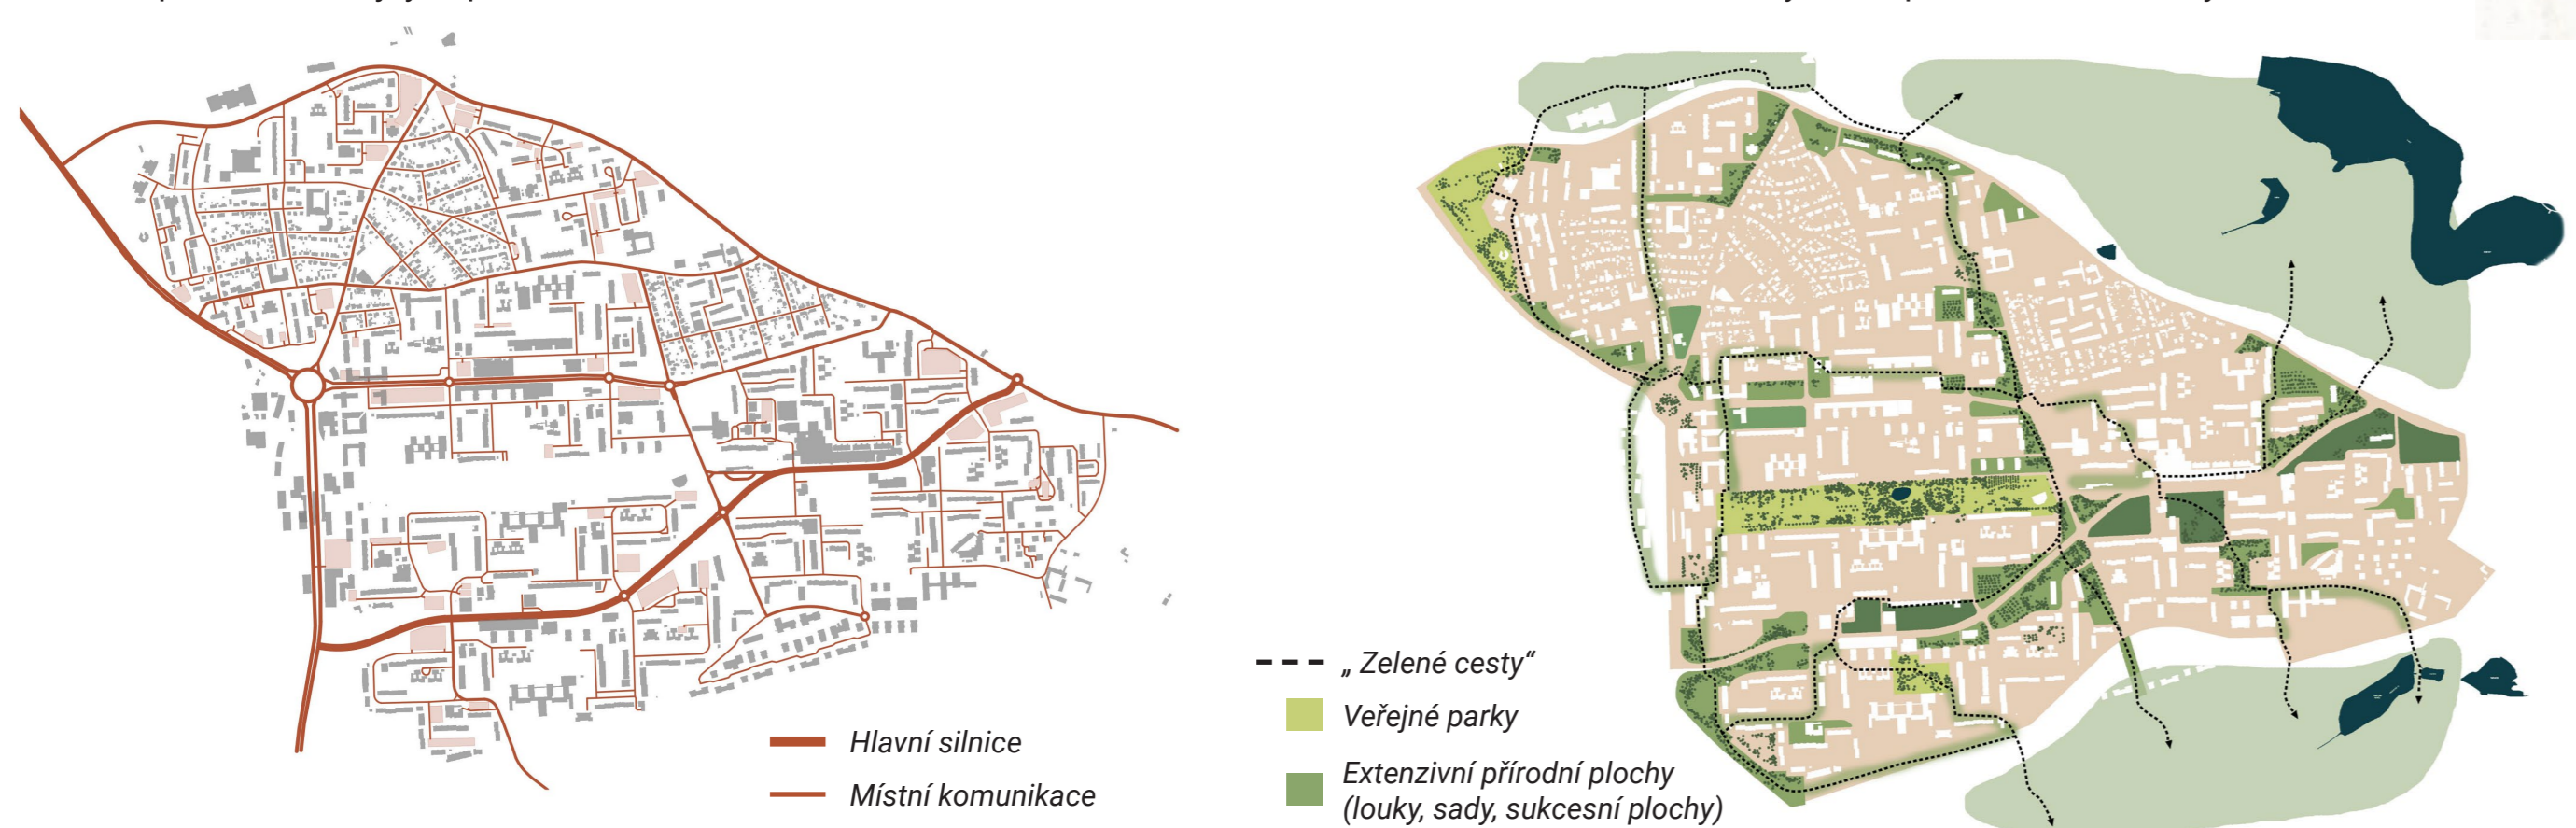 Hlavní silnice
Místní komunikace
„ Zelené cesty“
Veřejné parky
Extenzivní přírodní plochy
(louky, sady, sukcesní plochy)